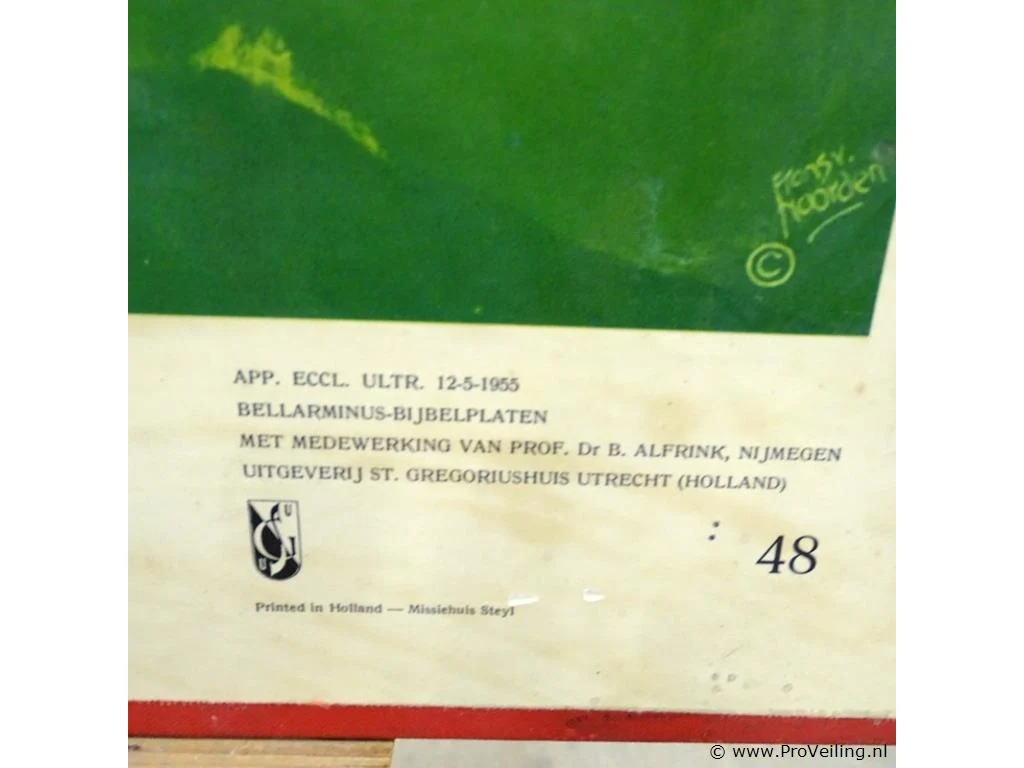 Frans v.
Noorden
©
APP. ECCL. ULTR. 12-5-1955
BELLARMINUS-BIJBELPLATEN
MET MEDEWERKING VAN PROF. Dr B. ALFRINK, NIJMEGEN
UITGEVERIJ ST. GREGORIUSHUIS UTRECHT (HOLLAND)
: 48
Printed in Holland — Missiehuis Steyl
© www.ProVeiling.nl